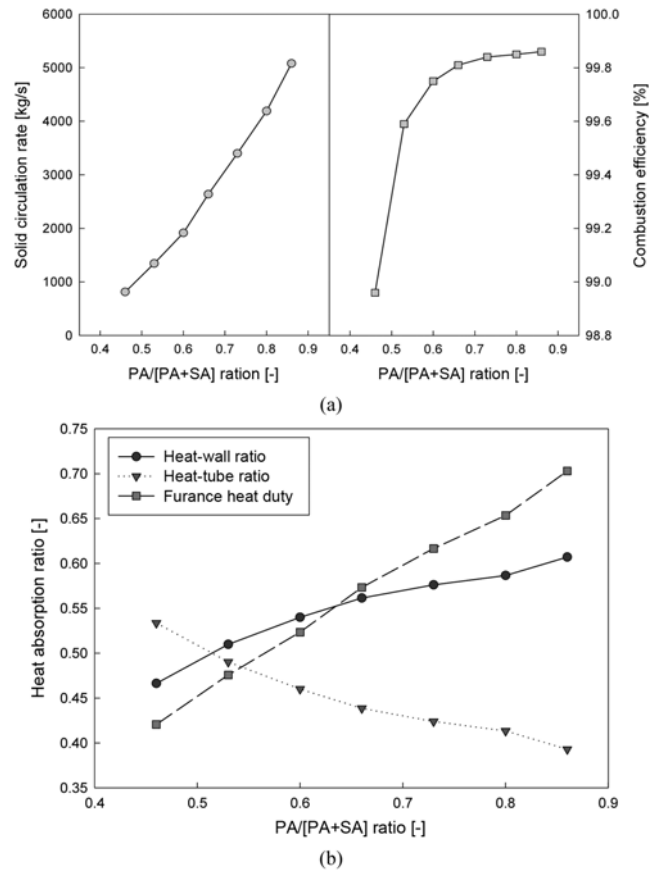 6000
5000
4000
3000
2000
1000
0
Solid circulation rate [kg/s]
0.4 0.5 0.6 0.7 0.8 0.9
PA/[PA+SA] ration [-]
100.0
99.8
99.6
99.4
99.2
99.0
98.8
Combustion efficiency [%]
0.4 0.5 0.6 0.7 0.8 0.9
PA/[PA+SA] ration [-]
(a)
0.75
0.70
0.65
0.60
0.55
0.50
0.45
0.40
0.35
Heat absorption ratio [-]
Heat-wall ratio
Heat-tube ratio
Furance heat duty
0.4 0.5 0.6 0.7 0.8 0.9
PA/[PA+SA] ratio [-]
(b)